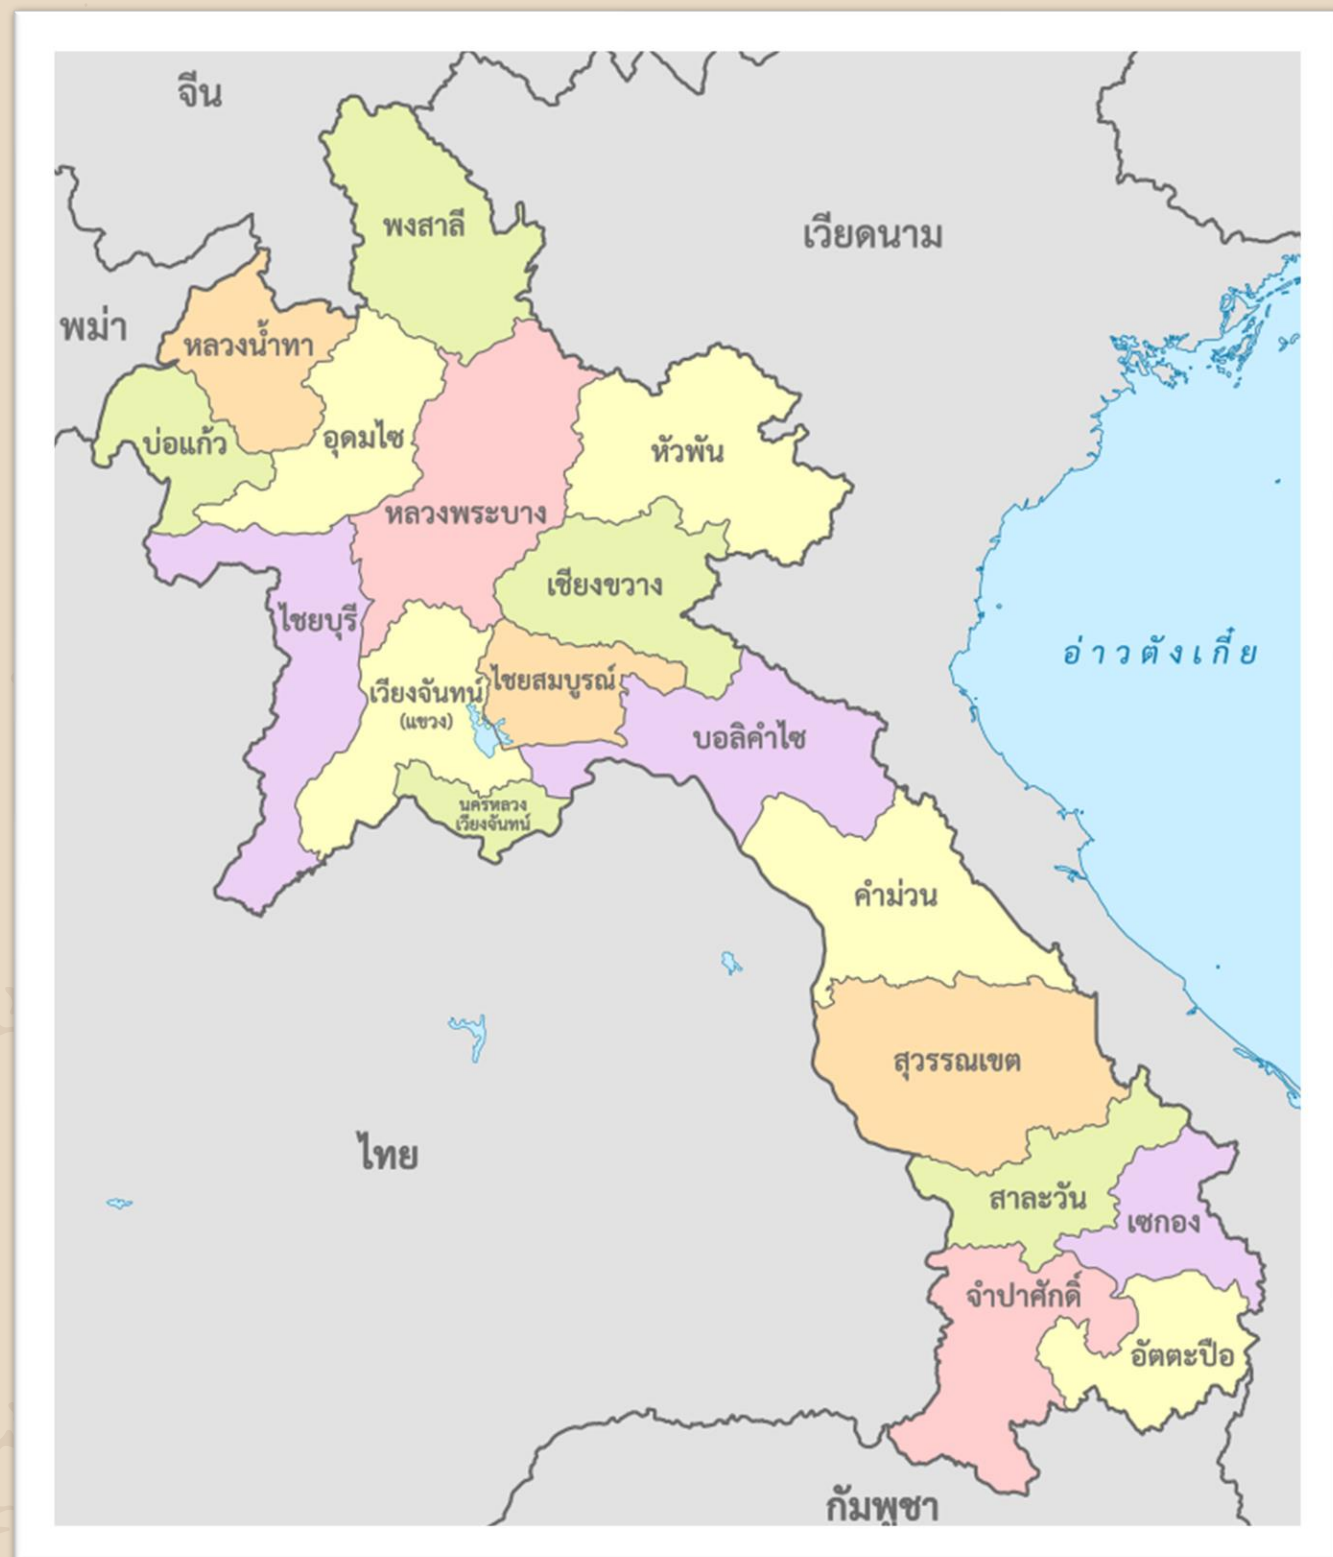 จีน
พงสาลี
เวียดนาม
พม่า
หลวงน้ำทา
บ่อแก้ว
อุดมไซ
หัวพัน
หลวงพระบาง
เชียงขวาง
ไชยบุรี
อ่าวตังเกี๋ย
เวียงจันทน์
(แขวง)
ไชยสมบูรณ์
บอลิคำไซ
นครหลวง
เวียงจันทน์
คำม่วน
สุวรรณเขต
ไทย
สาละวัน
เซกอง
จำปาศักดิ์
อัตตะปือ
กัมพูชา